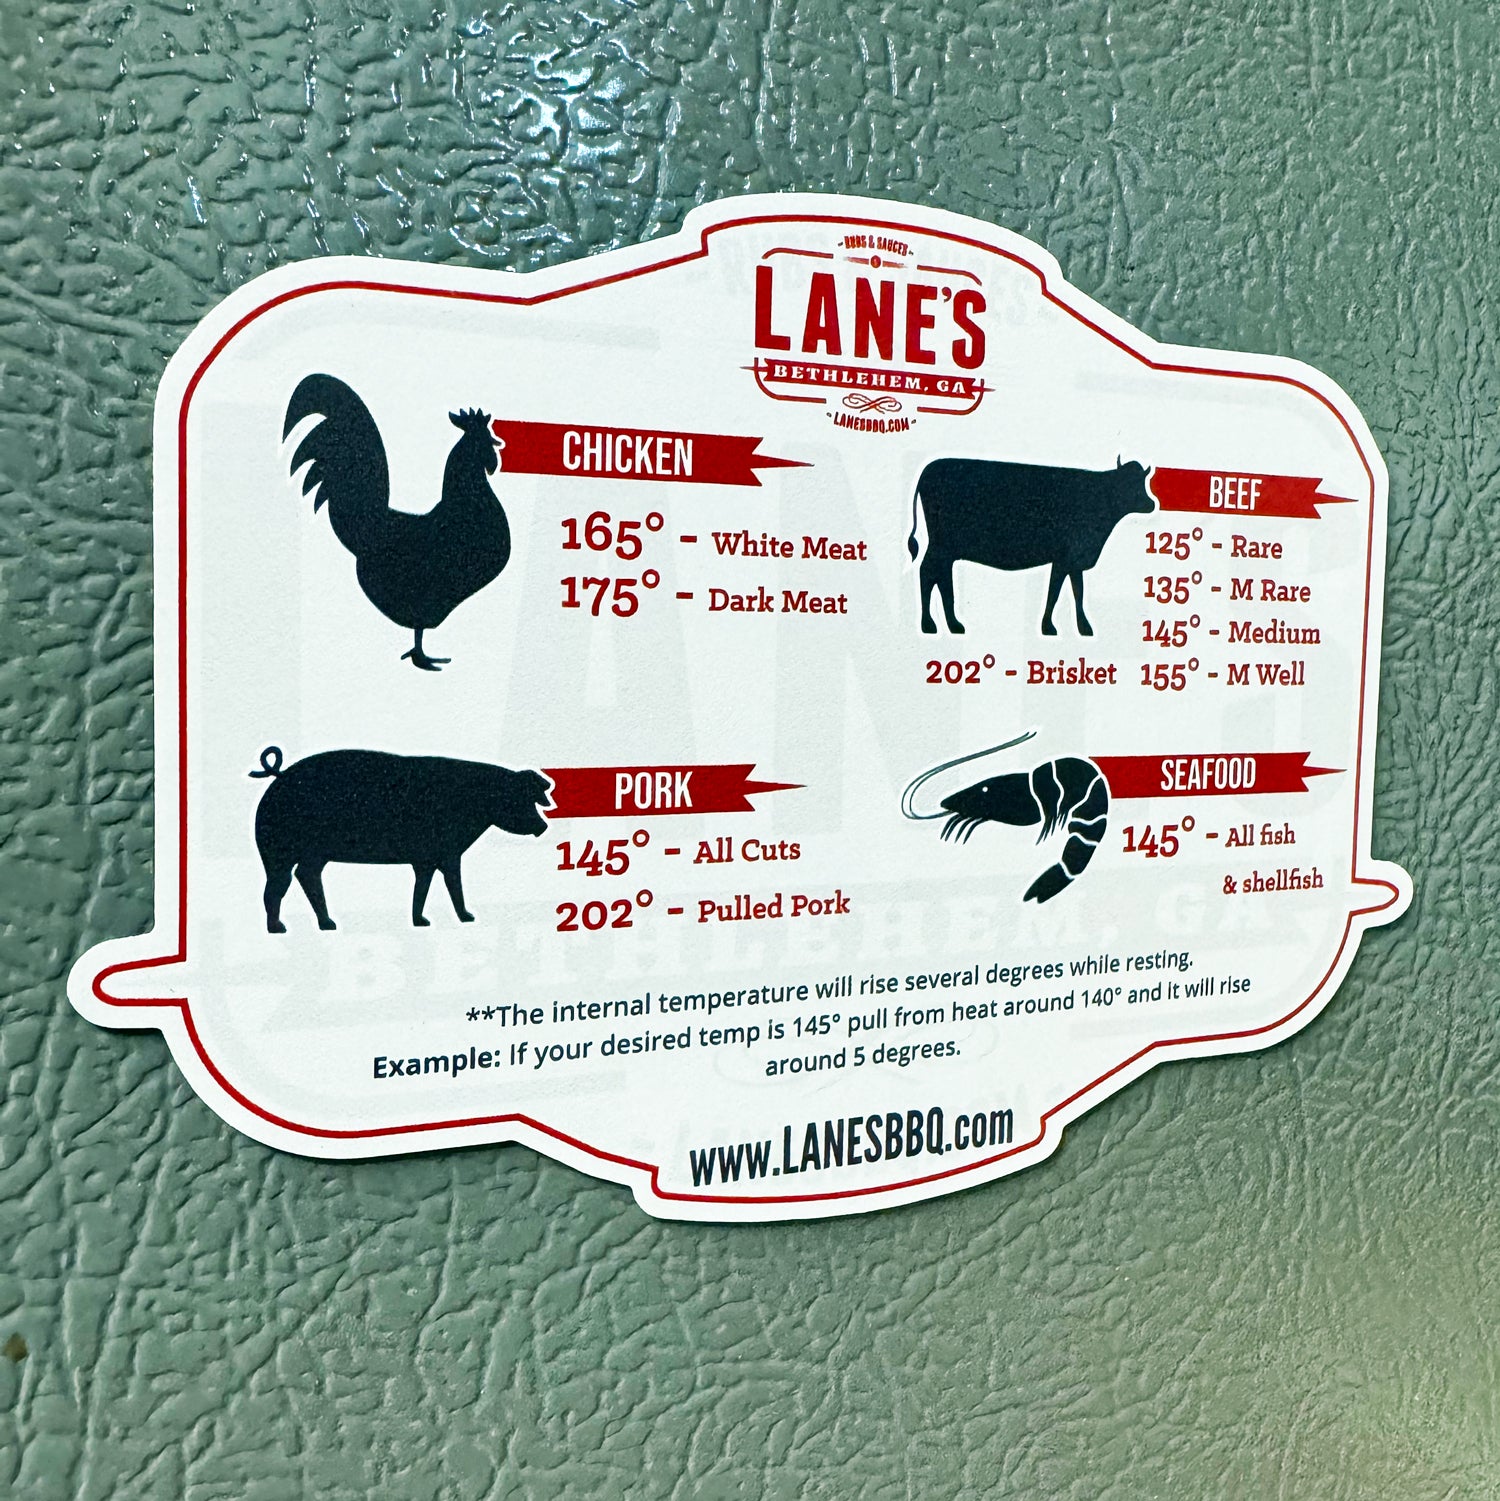 RUBS & SAUCES
LANE'S
BETHLEHEM, GA
LANESBBQ.COM
CHICKEN
165° - White Meat
175° - Dark Meat
BEEF
125° - Rare
135° - M Rare
145° - Medium
202° - Brisket 155° - M Well
PORK
145° - All Cuts
202° - Pulled Pork
SEAFOOD
145° - All fish
& shellfish
**The internal temperature will rise several degrees while resting.
Example: If your desired temp is 145° pull from heat around 140° and it will rise
around 5 degrees.
www.LANESBBQ.com